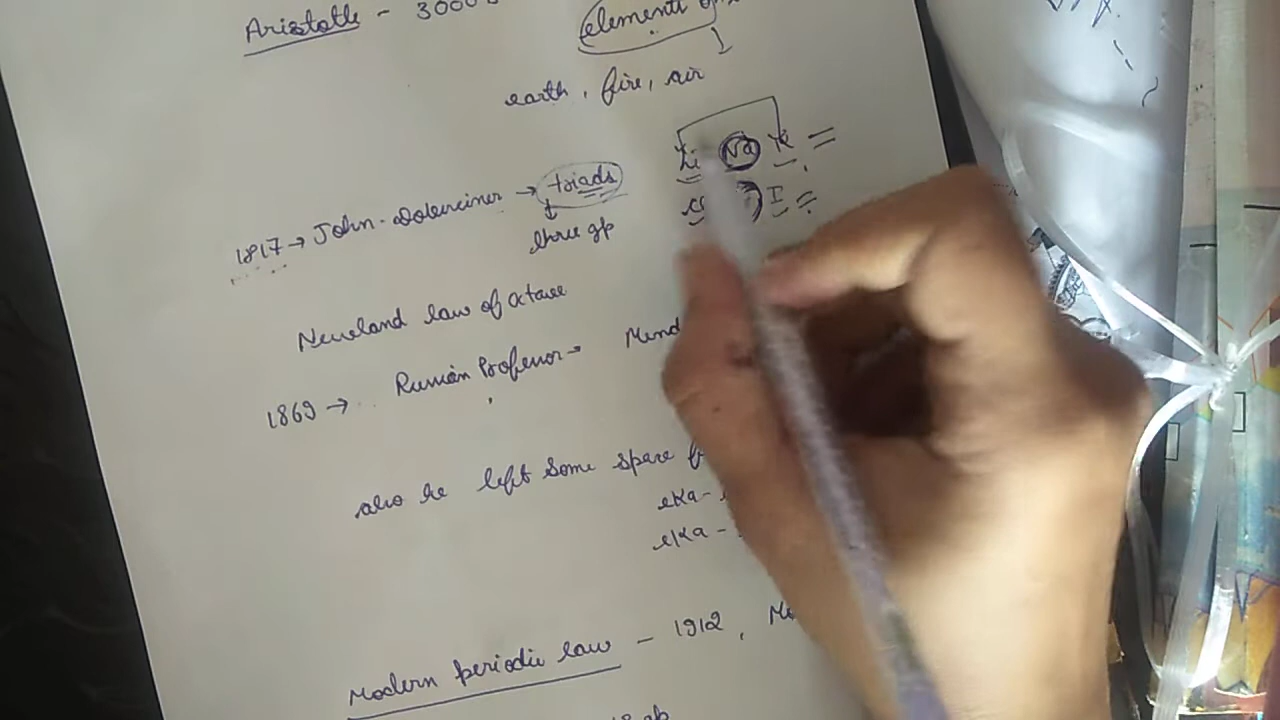 Aristotle - 3000
elements
earth, fire, air
Li Na K =
I =
1817 → John-Dobereiner → triads
three gp
Newland law of octave
1869 → Russian Professor →
also he left some space
eka-
eka -
Modern periodic law - 1912,